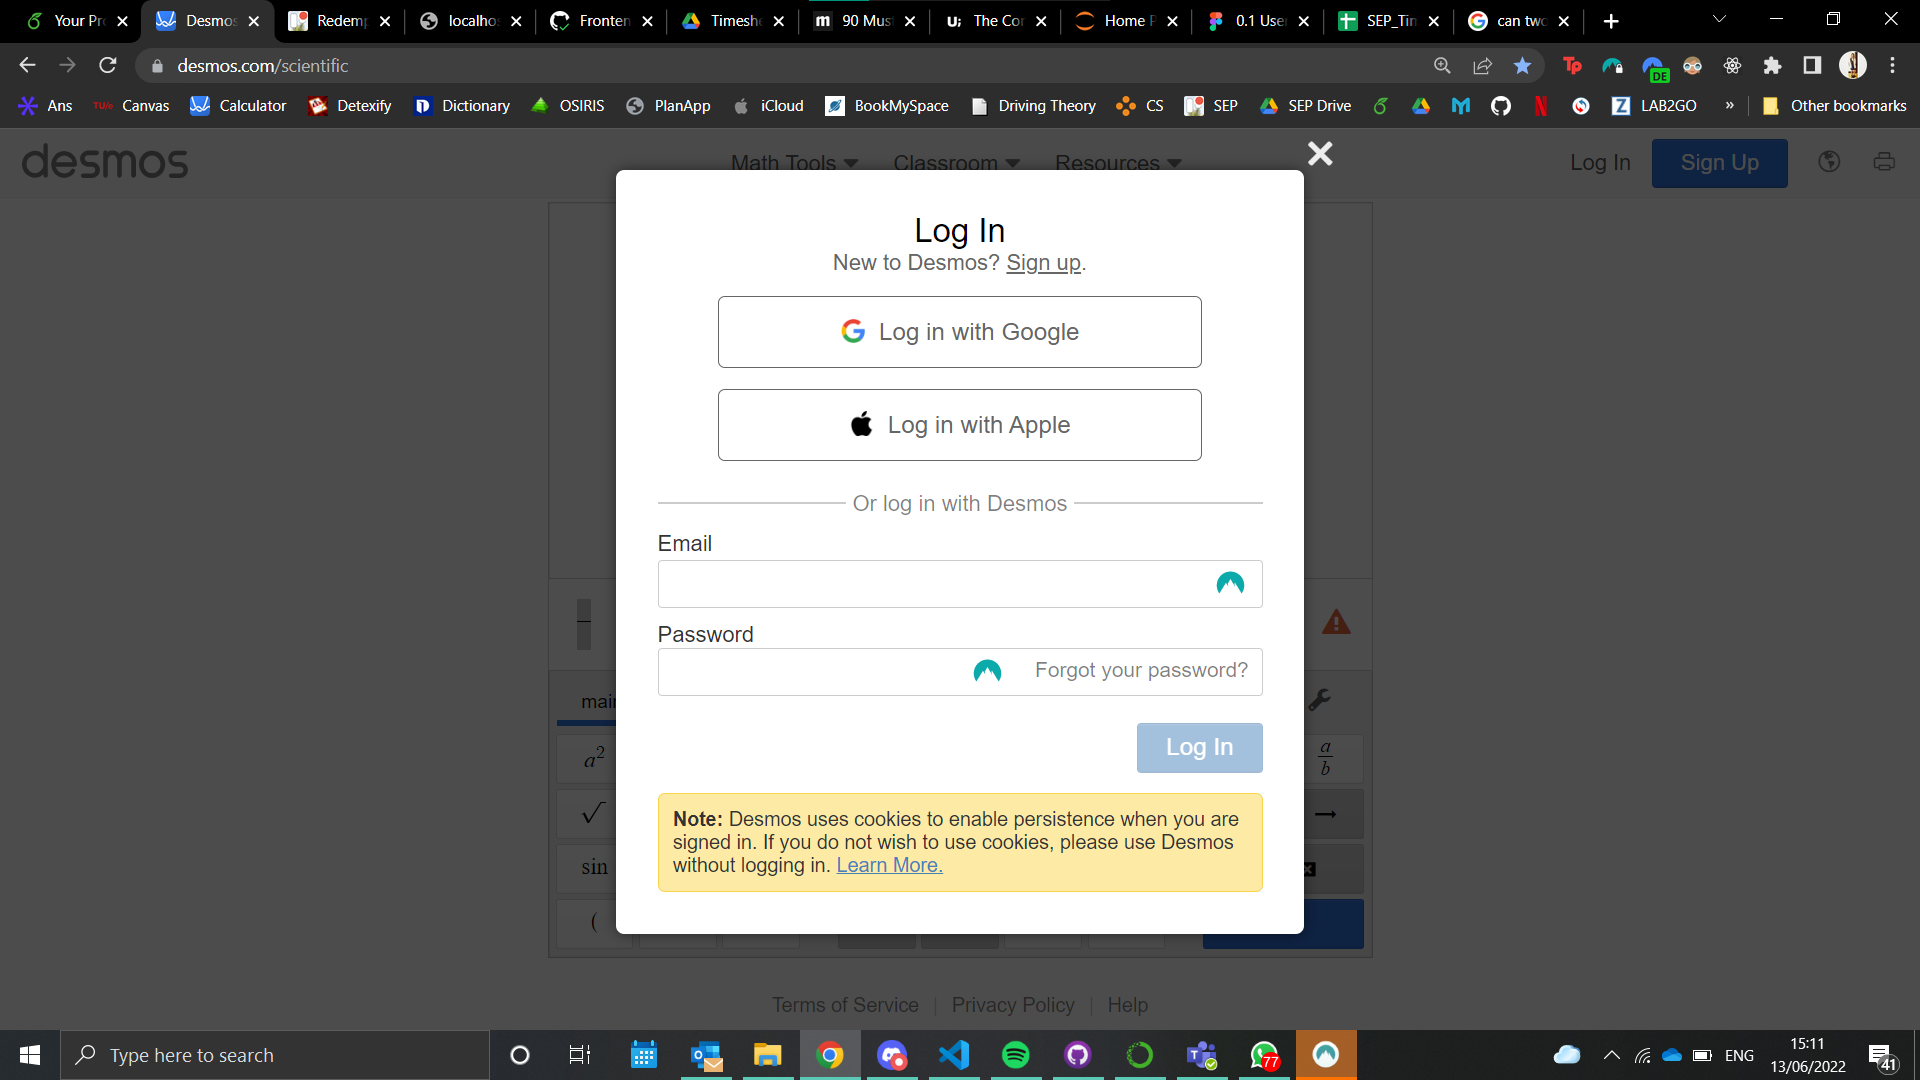 Your Pr
Desmos
Redemp
localhos
Fronten
Timeshe
90 Mus
The Cor
Home P
0.1 Use
SEP_Tim
can two
desmos.com/scientific
DE
Ans
Canvas
Calculator
Detexify
Dictionary
OSIRIS
PlanApp
iCloud
BookMySpace
Driving Theory
CS
SEP
SEP Drive
LAB2GO
»
Other bookmarks
desmos
Math Tools
Classroom
Resources
Log In
Sign Up
Log In
New to Desmos? Sign up.
Log in with Google
Log in with Apple
Or log in with Desmos
Email
Password
Forgot your password?
Log In
Note: Desmos uses cookies to enable persistence when you are
signed in. If you do not wish to use cookies, please use Desmos
without logging in. Learn More.
main
a²
a
b
√
sin
(
Terms of Service
Privacy Policy
Help
Type here to search
77
ENG
15:11
13/06/2022
41